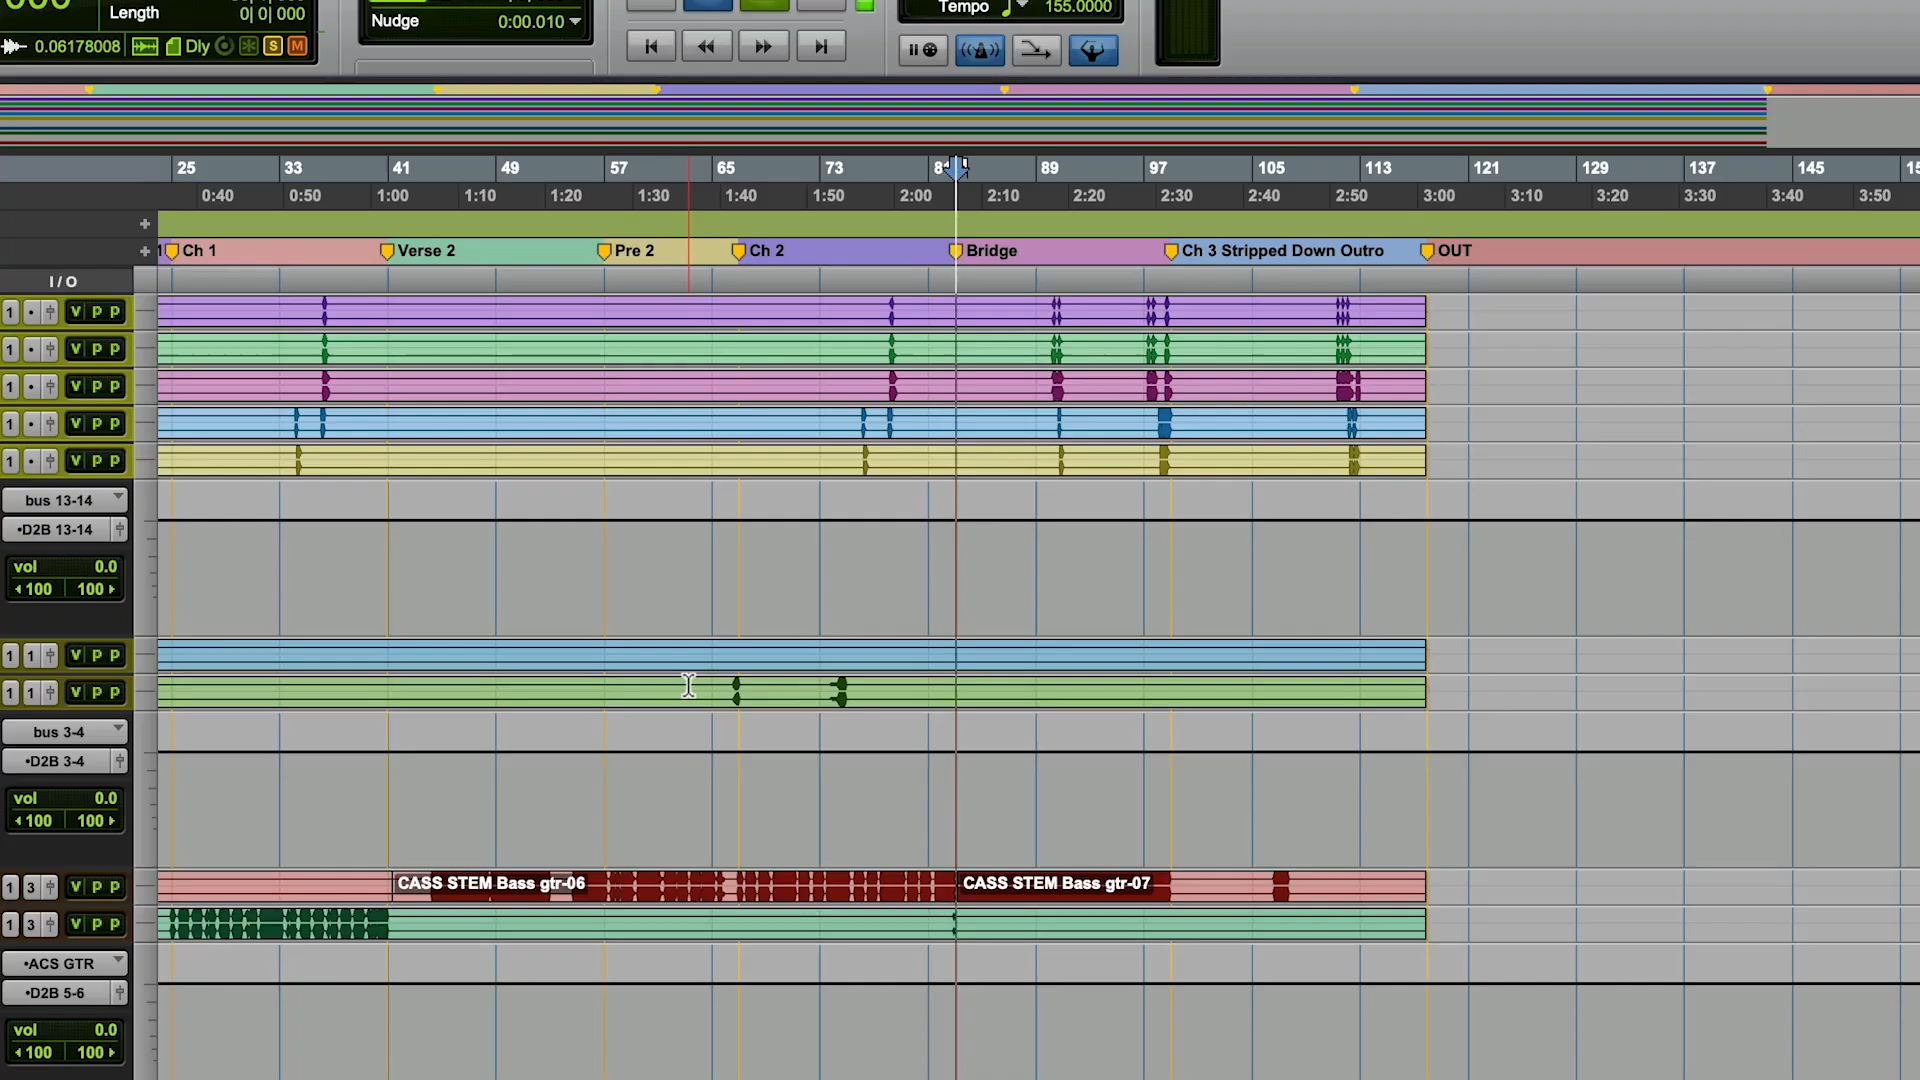 Length 0| 0| 000
Nudge 0:00.010
Tempo 155.0000
0.06178008 Dly S M
25 33 41 49 57 65 73 89 97 105 113 121 129 137 145
0:40 0:50 1:00 1:10 1:20 1:30 1:40 1:50 2:00 2:10 2:20 2:30 2:40 2:50 3:00 3:10 3:20 3:30 3:40 3:50
Ch 1 Verse 2 Pre 2 Ch 2 Bridge Ch 3 Stripped Down Outro OUT
I / O
1 V P P
1 V P P
1 V P P
1 V P P
1 V P P
bus 13-14
•D2B 13-14
vol 0.0
100 100
1 1 V P P
1 1 V P P
bus 3-4
•D2B 3-4
vol 0.0
100 100
1 3 V P P CASS STEM Bass gtr-06 CASS STEM Bass gtr-07
1 3 V P P
•ACS GTR
•D2B 5-6
vol 0.0
100 100